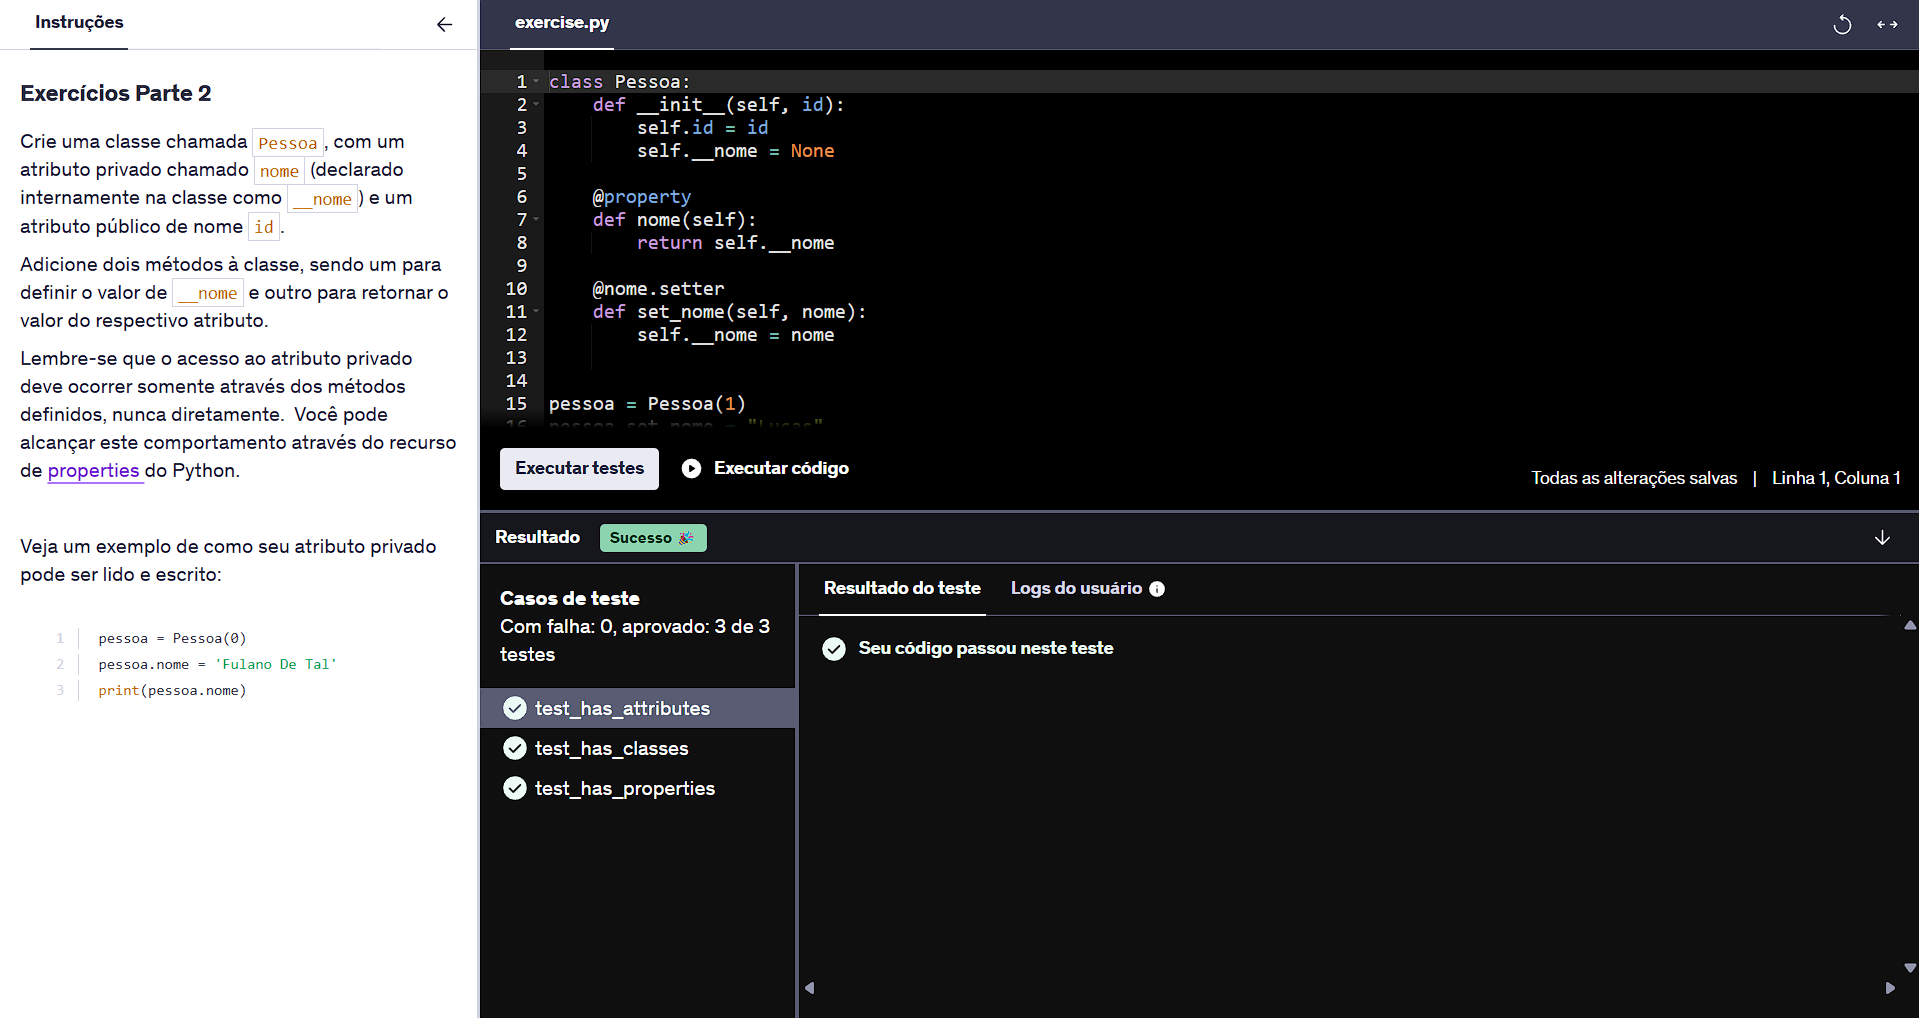 Instruções
Exercícios Parte 2
Crie uma classe chamada Pessoa, com um
atributo privado chamado nome (declarado
internamente na classe como __nome) e um
atributo público de nome id.
Adicione dois métodos à classe, sendo um para
definir o valor de __nome e outro para retornar o
valor do respectivo atributo.
Lembre-se que o acesso ao atributo privado
deve ocorrer somente através dos métodos
definidos, nunca diretamente. Você pode
alcançar este comportamento através do recurso
de properties do Python.
Veja um exemplo de como seu atributo privado
pode ser lido e escrito:
1 pessoa = Pessoa(0)
2 pessoa.nome = 'Fulano De Tal'
3 print(pessoa.nome)
exercise.py
1 class Pessoa:
2 def __init__(self, id):
3 self.id = id
4 self.__nome = None
5
6 @property
7 def nome(self):
8 return self.__nome
9
10 @nome.setter
11 def set_nome(self, nome):
12 self.__nome = nome
13
14
15 pessoa = Pessoa(1)
16 pessoa.set_nome = "Lucas"
Executar testes
Executar código
Todas as alterações salvas | Linha 1, Coluna 1
Resultado
Sucesso
Casos de teste
Com falha: 0, aprovado: 3 de 3
testes
test_has_attributes
test_has_classes
test_has_properties
Resultado do teste
Logs do usuário
Seu código passou neste teste